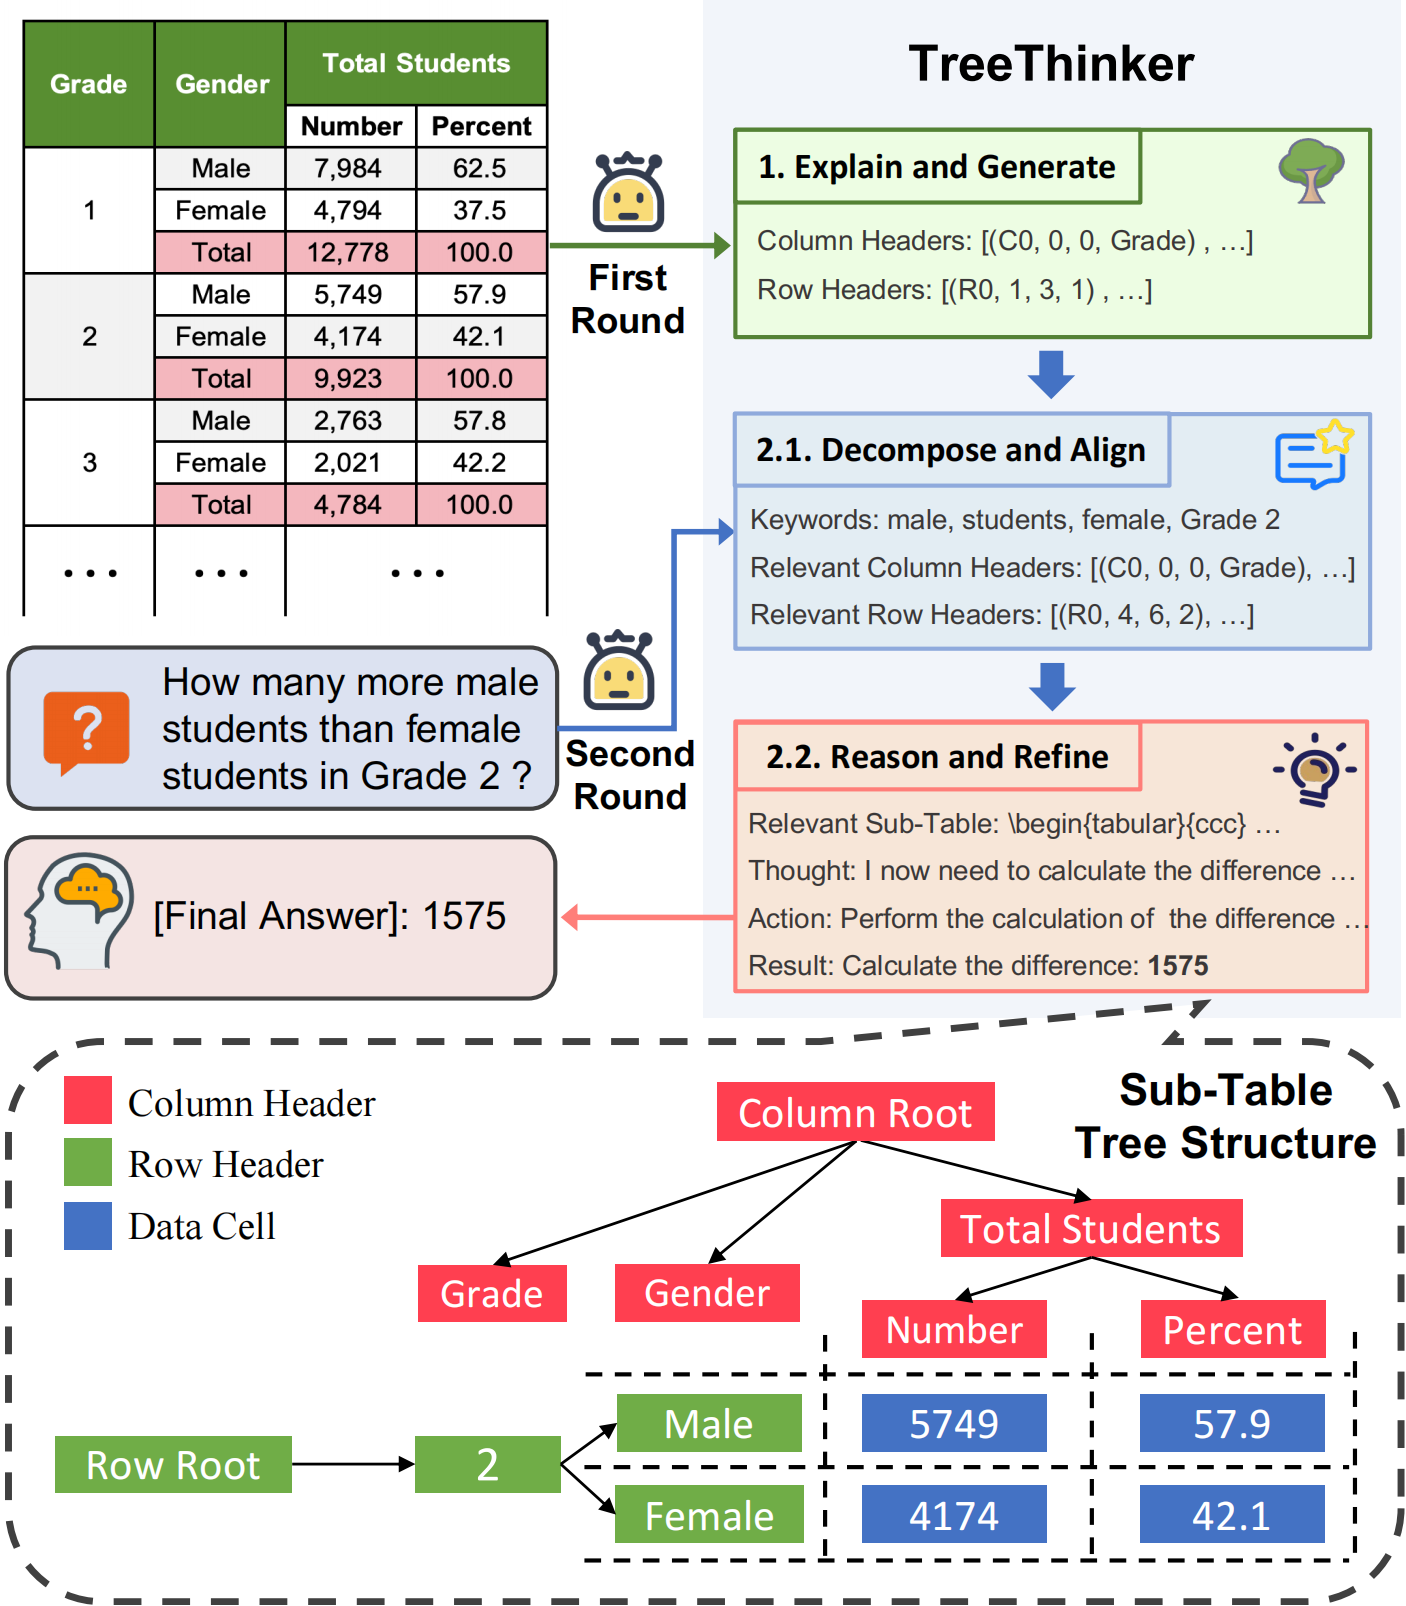 Grade Gender Total Students
Number Percent
1 Male 7,984 62.5
Female 4,794 37.5
Total 12,778 100.0
2 Male 5,749 57.9
Female 4,174 42.1
Total 9,923 100.0
3 Male 2,763 57.8
Female 2,021 42.2
Total 4,784 100.0
... ... ...
First
Round
How many more male
students than female
students in Grade 2 ?
?
Second
Round
[Final Answer]: 1575
TreeThinker
1. Explain and Generate
Column Headers: [(C0, 0, 0, Grade) , …]
Row Headers: [(R0, 1, 3, 1) , …]
2.1. Decompose and Align
Keywords: male, students, female, Grade 2
Relevant Column Headers: [(C0, 0, 0, Grade), …]
Relevant Row Headers: [(R0, 4, 6, 2), …]
2.2. Reason and Refine
Relevant Sub-Table: \begin{tabular}{ccc} …
Thought: I now need to calculate the difference …
Action: Perform the calculation of the difference …
Result: Calculate the difference: 1575
Column Header
Row Header
Data Cell
Sub-Table
Tree Structure
Column Root
Total Students
Grade
Gender
Number
Percent
Row Root
2
Male
5749
57.9
Female
4174
42.1